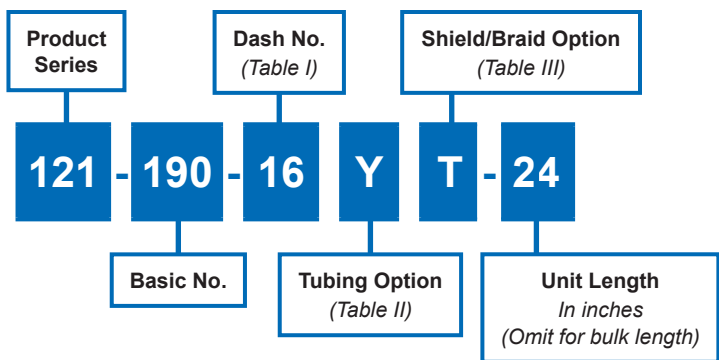 Product
Series
Dash No.
(Table I)
Shield/Braid Option
(Table III)
121 - 190 - 16 Y T - 24
Basic No.
Tubing Option
(Table II)
Unit Length
In inches
(Omit for bulk length)